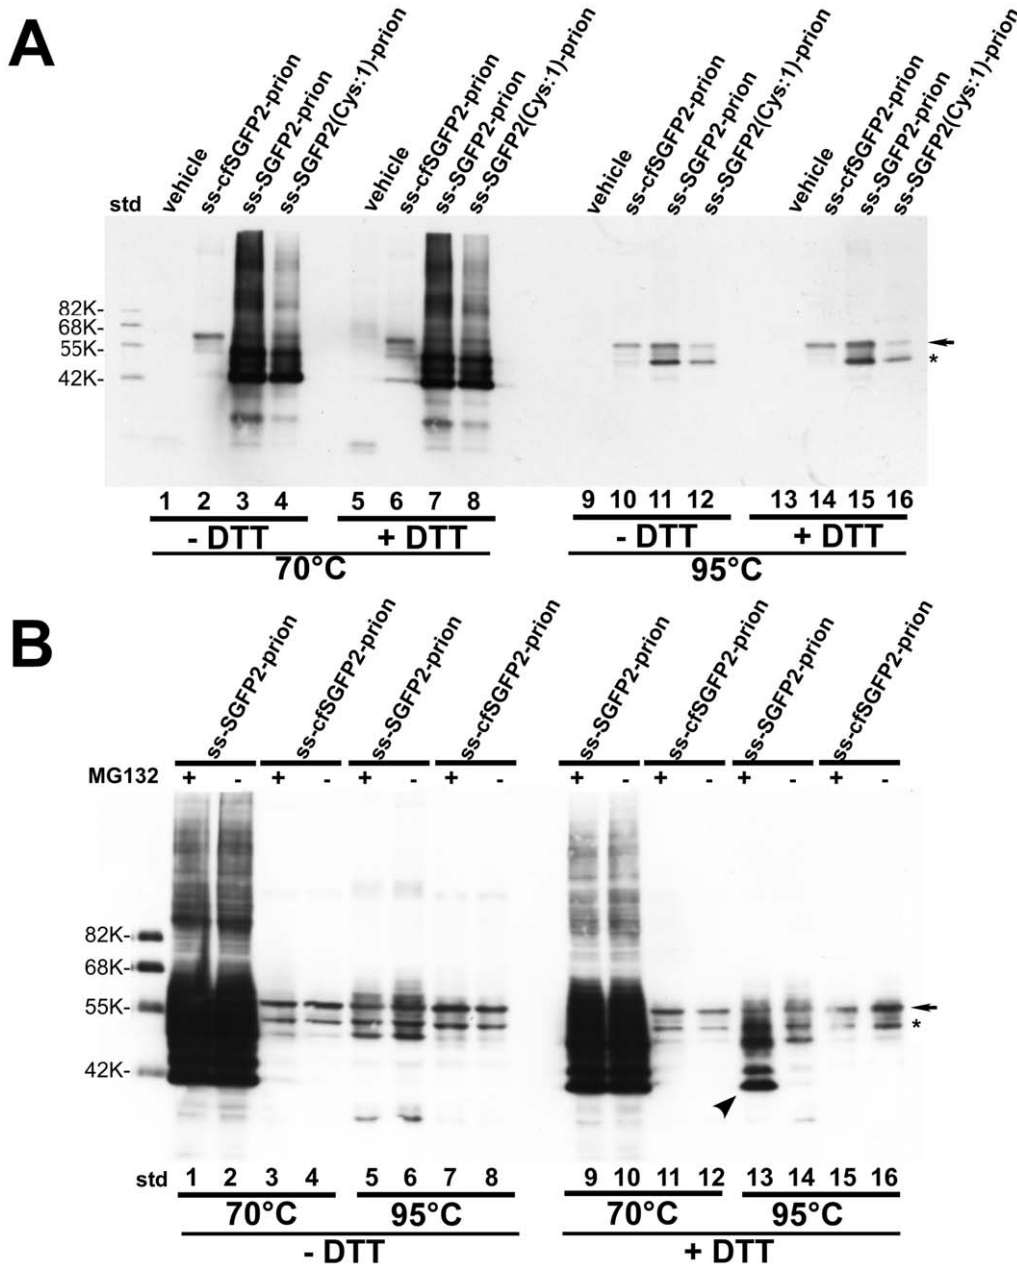 A
std vehicle ss-cfSGFP2-prion ss-SGFP2-prion ss-SGFP2(Cys:1)-prion vehicle ss-cfSGFP2-prion ss-SGFP2-prion ss-SGFP2(Cys:1)-prion vehicle ss-cfSGFP2-prion ss-SGFP2-prion ss-SGFP2(Cys:1)-prion vehicle ss-cfSGFP2-prion ss-SGFP2-prion ss-SGFP2(Cys:1)-prion
82K-
68K-
55K-
*
42K-
1 2 3 4 5 6 7 8 9 10 11 12 13 14 15 16
- DTT + DTT - DTT + DTT
70°C 95°C
B
ss-SGFP2-prion ss-cfSGFP2-prion ss-SGFP2-prion ss-cfSGFP2-prion ss-SGFP2-prion ss-cfSGFP2-prion ss-SGFP2-prion ss-cfSGFP2-prion
MG132 + - + - + - + - + - + - + - + -
82K-
68K-
55K-
*
42K-
std 1 2 3 4 5 6 7 8 9 10 11 12 13 14 15 16
70°C 95°C 70°C 95°C
- DTT + DTT